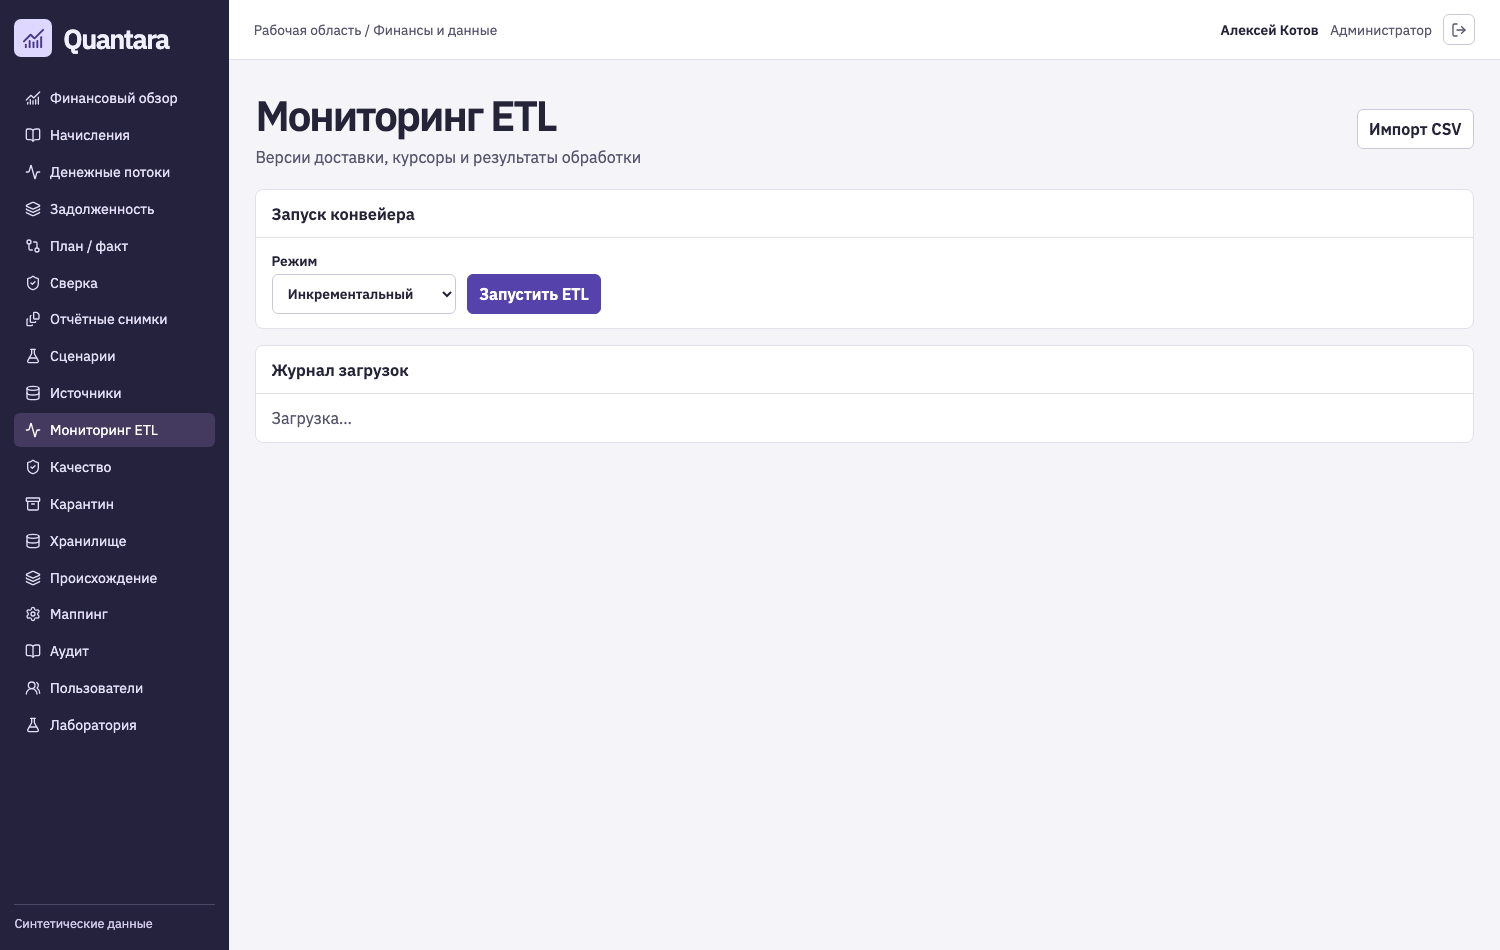 Quantara
Финансовый обзор
Начисления
Денежные потоки
Задолженность
План / факт
Сверка
Отчётные снимки
Сценарии
Источники
Мониторинг ETL
Качество
Карантин
Хранилище
Происхождение
Маппинг
Аудит
Пользователи
Лаборатория
Синтетические данные
Рабочая область / Финансы и данные
Алексей Котов Администратор
Мониторинг ETL
Версии доставки, курсоры и результаты обработки
Импорт CSV
Запуск конвейера
Режим
Инкрементальный
Запустить ETL
Журнал загрузок
Загрузка...